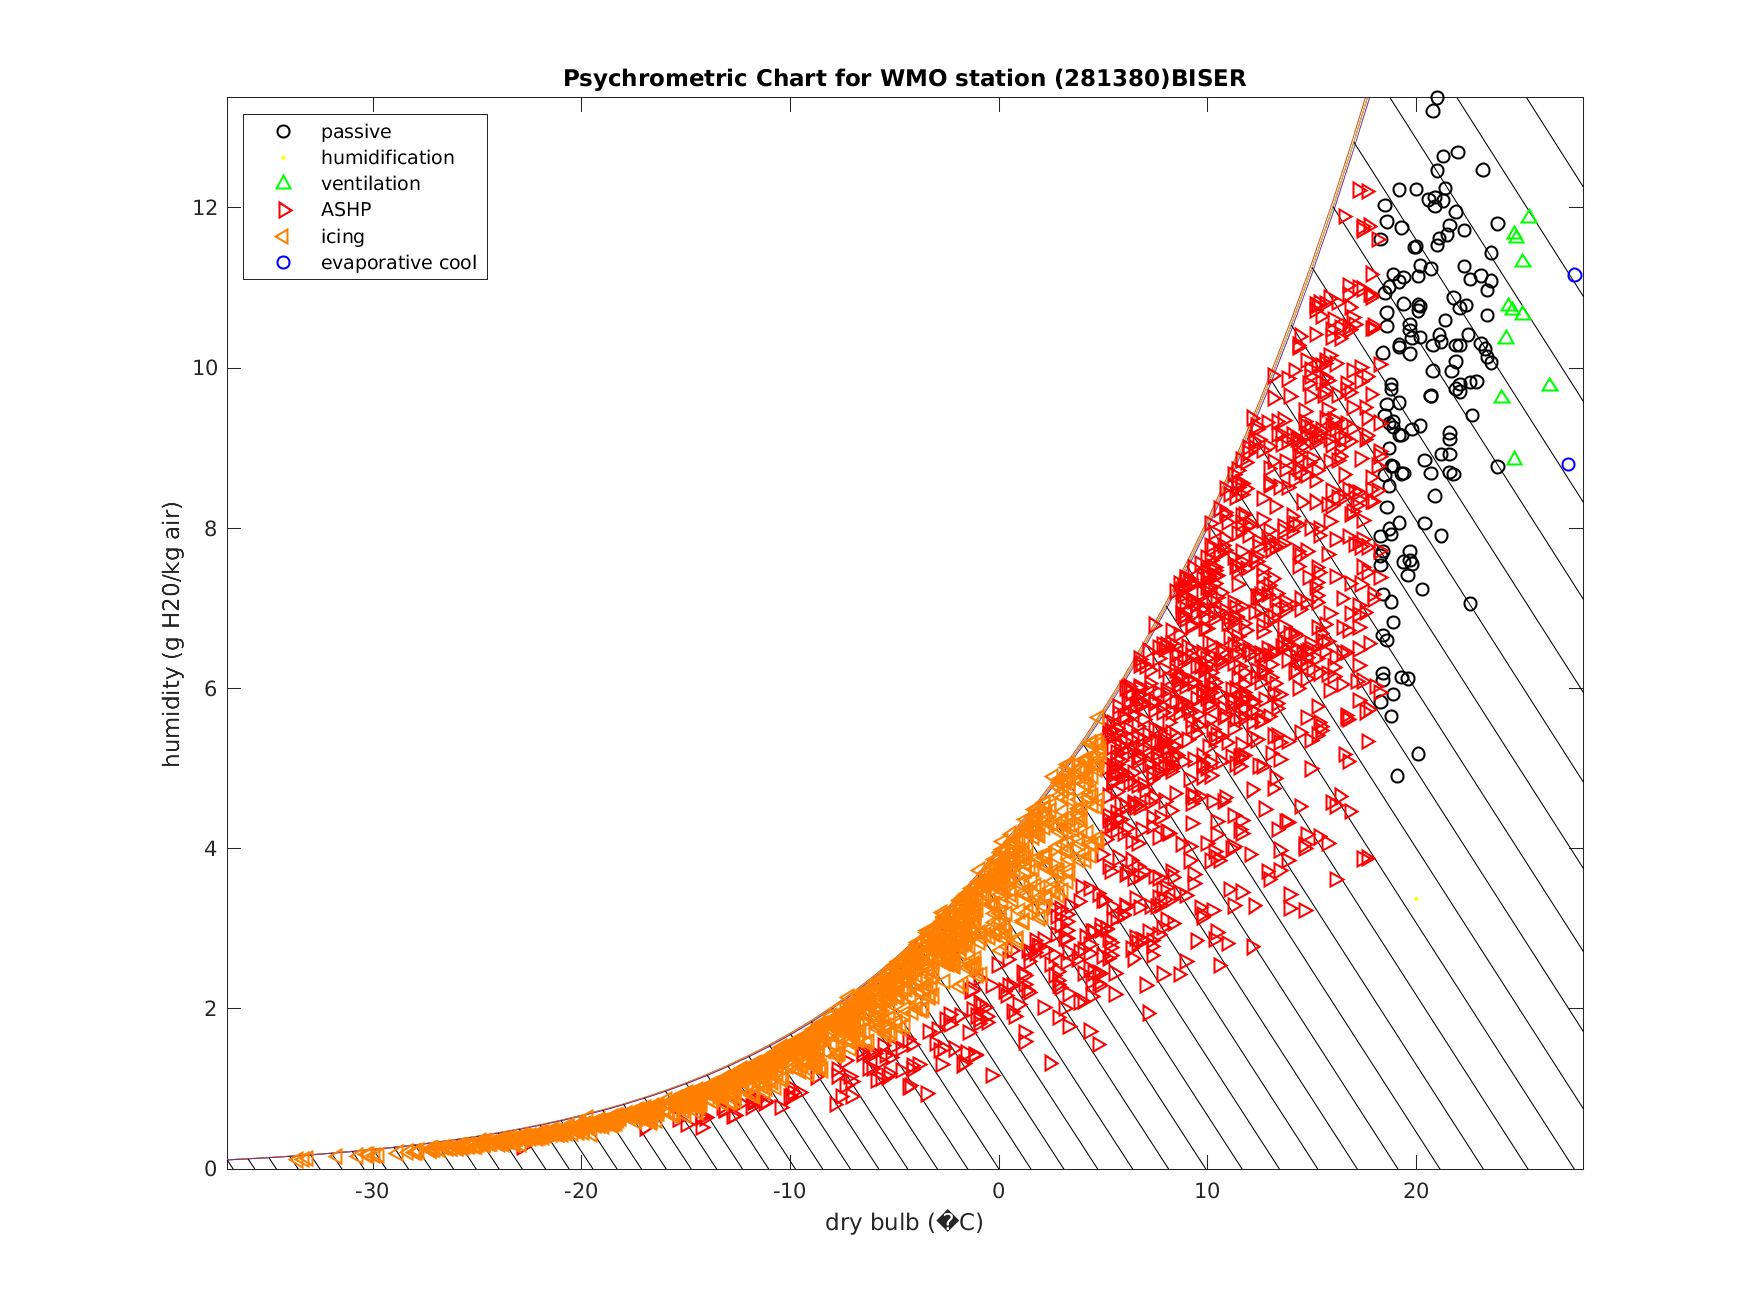 Psychrometric Chart for WMO station (281380)BISER
passive
humidification
ventilation
ASHP
icing
evaporative cool
12
10
8
6
4
2
0
humidity (g H20/kg air)
-30 -20 -10 0 10 20
dry bulb (�C)